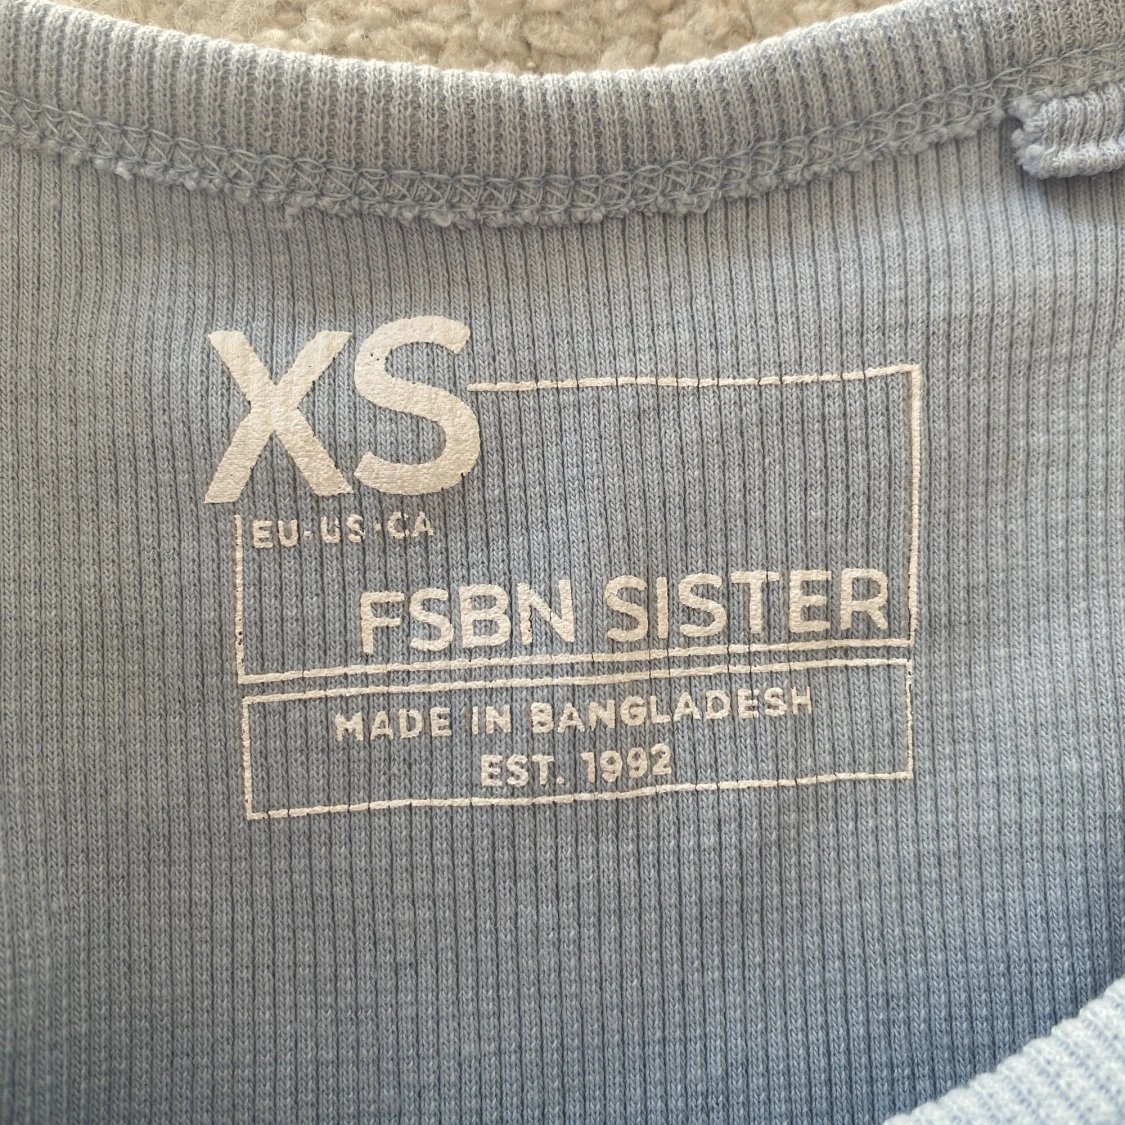 XS
EU·US·CA
FSBN SISTER
MADE IN BANGLADESH
EST. 1992